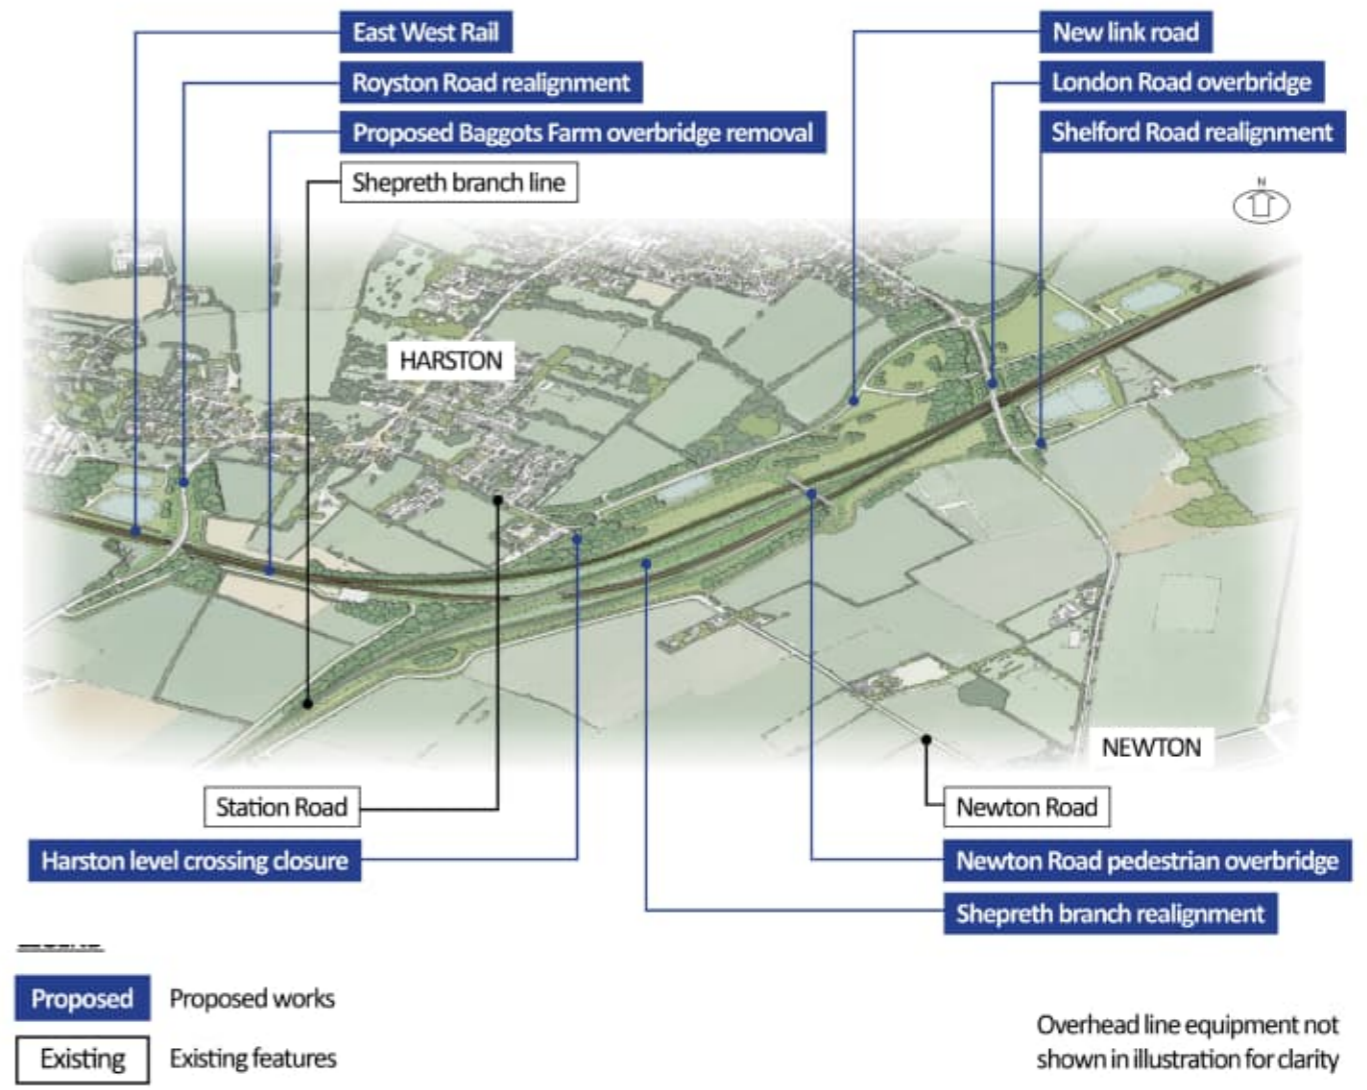 East West Rail
Royston Road realignment
Proposed Baggots Farm overbridge removal
Shepreth branch line
New link road
London Road overbridge
Shelford Road realignment
N
HARSTON
NEWTON
Station Road
Harston level crossing closure
Newton Road
Newton Road pedestrian overbridge
Shepreth branch realignment
Proposed Proposed works
Existing Existing features
Overhead line equipment not
shown in illustration for clarity